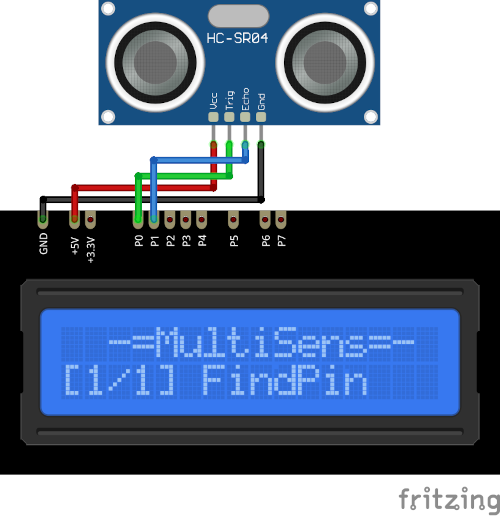 HC-SR04
Vcc
Trig
Echo
Gnd
GND
+5V
+3.3V
P0
P1
P2
P3
P4
P5
P6
P7
-=MultiSens=-
[1/1] FindPin
fritzing